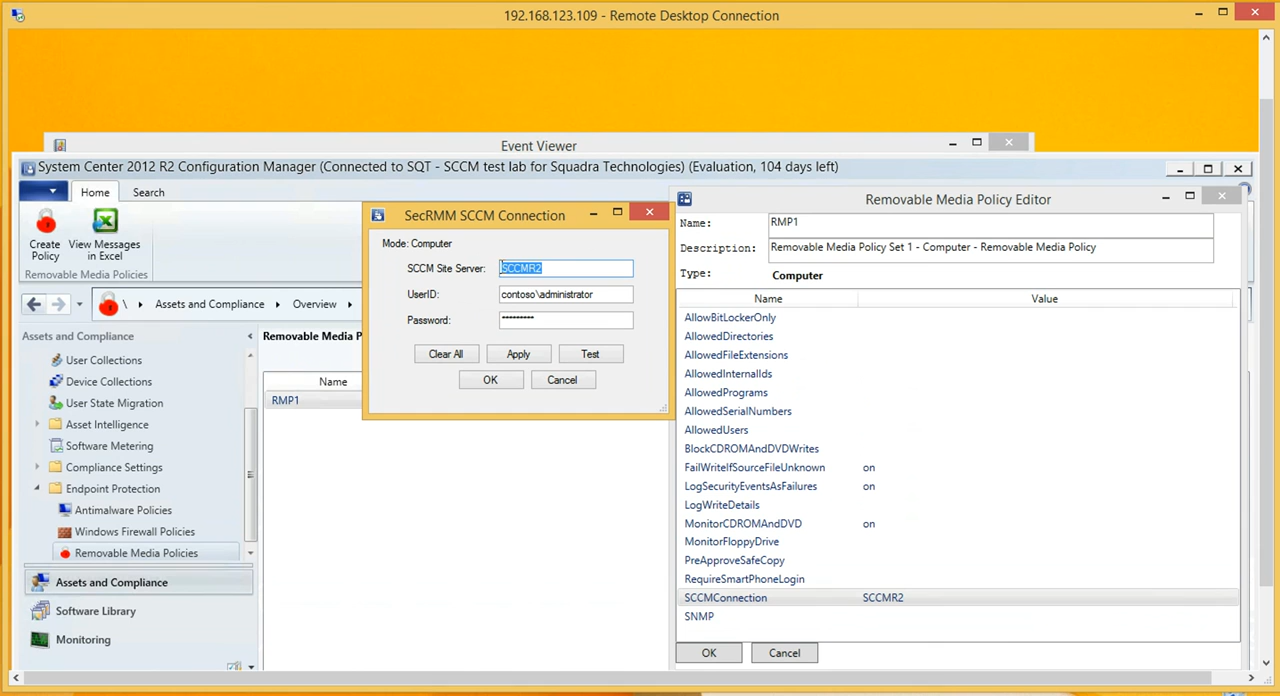 192.168.123.109 - Remote Desktop Connection
Event Viewer
System Center 2012 R2 Configuration Manager (Connected to SQT - SCCM test lab for Squadra Technologies) (Evaluation, 104 days left)
Home Search
Create Policy
View Messages in Excel
Removable Media Policies
\ Assets and Compliance Overview
Assets and Compliance
User Collections
Device Collections
User State Migration
Asset Intelligence
Software Metering
Compliance Settings
Endpoint Protection
Antimalware Policies
Windows Firewall Policies
Removable Media Policies
Assets and Compliance
Software Library
Monitoring
Removable Media P
Name
RMP1
SecRMM SCCM Connection
Mode: Computer
SCCM Site Server: SCCMR2
UserID: contoso\administrator
Password: *********
Clear All Apply Test
OK Cancel
Removable Media Policy Editor
Name: RMP1
Description: Removable Media Policy Set 1 - Computer - Removable Media Policy
Type: Computer
Name Value
AllowBitLockerOnly
AllowedDirectories
AllowedFileExtensions
AllowedInternalIds
AllowedPrograms
AllowedSerialNumbers
AllowedUsers
BlockCDROMAndDVDWrites
FailWriteIfSourceFileUnknown on
LogSecurityEventsAsFailures on
LogWriteDetails
MonitorCDROMAndDVD on
MonitorFloppyDrive
PreApproveSafeCopy
RequireSmartPhoneLogin
SCCMConnection SCCMR2
SNMP
OK Cancel